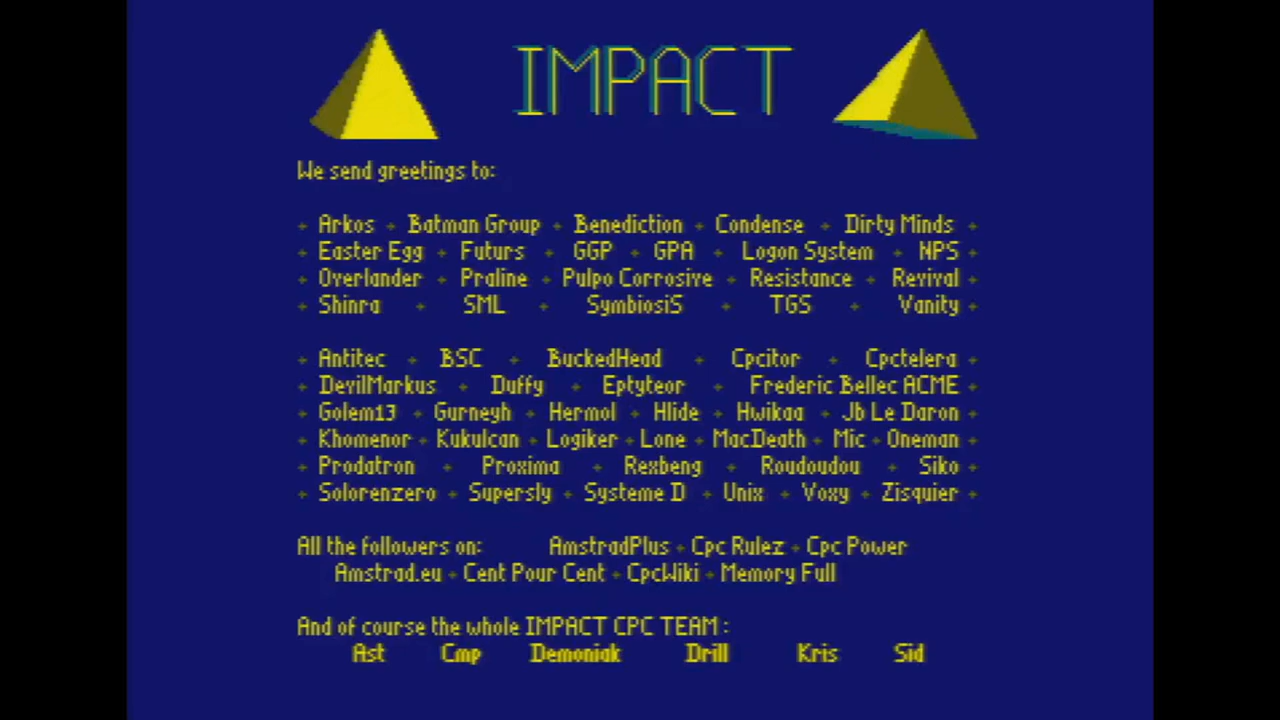 IMPACT
We send greetings to:
+ Arkos + Batman Group + Benediction + Condense + Dirty Minds +
+ Easter Egg + Futurs + GGP + GPA + Logon System + NPS +
+ Overlander + Praline + Pulpo Corrosive + Resistance + Revival +
+ Shinra + SML + SymbiosiS + TGS + Vanity +
+ Antitec + BSC + BuckedHead + Cpcitor + Cpctelera +
+ DevilMarkus + Duffy + Eptyteor + Frederic Bellec ACME +
+ Golem13 + Gurneyh + Hermol + Hlide + Hwikaa + Jb Le Daron +
+ Khomenor + Kukulcan + Logiker + Lone + MacDeath + Mic + Oneman +
+ Prodatron + Proxima + Rexbeng + Roudoudou + Siko +
+ Solorenzero + Supersly + Systeme D + Unix + Voxy + Zisquier +
All the followers on: AmstradPlus + Cpc Rulez + Cpc Power
Amstrad.eu + Cent Pour Cent + CpcWiki + Memory Full
And of course the whole IMPACT CPC TEAM :
Ast Cmp Demoniak Drill Kris Sid